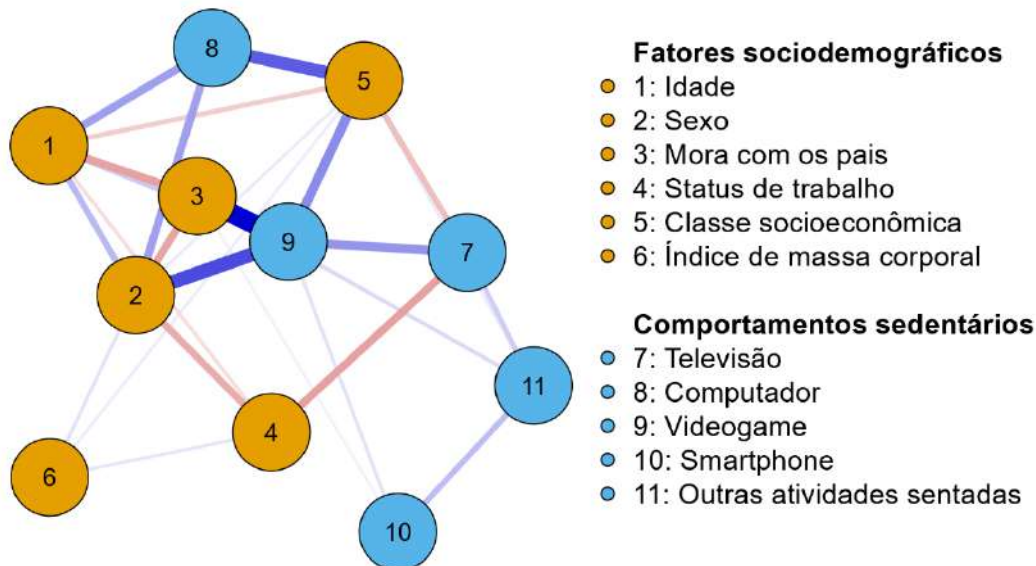 8
5
1
3
9
7
2
11
4
6
10
Fatores sociodemográficos
1: Idade
2: Sexo
3: Mora com os pais
4: Status de trabalho
5: Classe socioeconômica
6: Índice de massa corporal
Comportamentos sedentários
7: Televisão
8: Computador
9: Videogame
10: Smartphone
11: Outras atividades sentadas